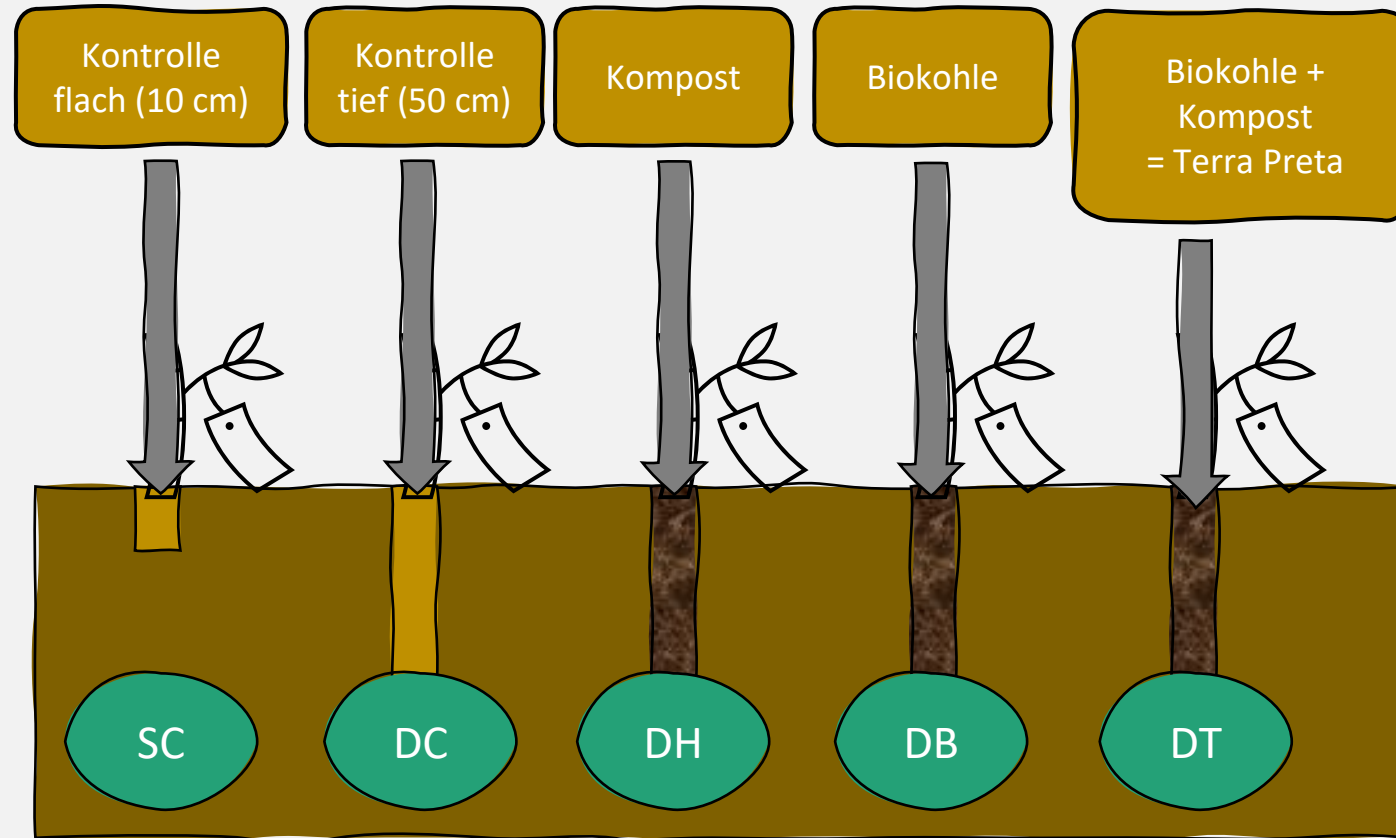 Kontrolle
flach (10 cm)
Kontrolle
tief (50 cm)
Kompost
Biokohle
Biokohle +
Kompost
= Terra Preta
SC
DC
DH
DB
DT